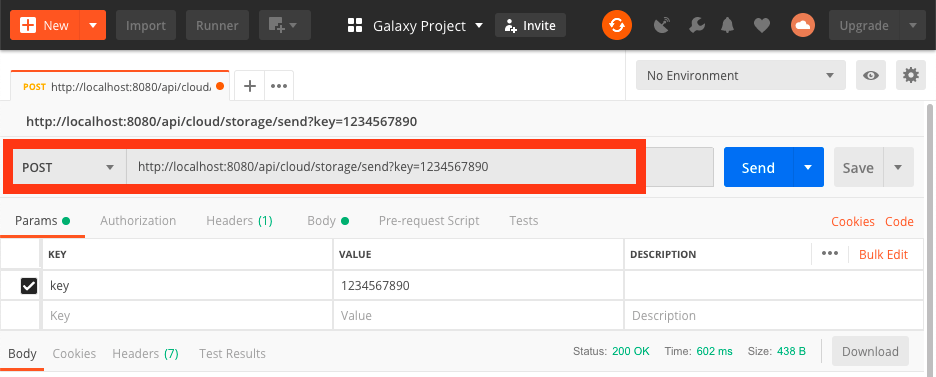 New Import Runner Galaxy Project Invite Upgrade
POST http://localhost:8080/api/cloud/ No Environment
http://localhost:8080/api/cloud/storage/send?key=1234567890
POST http://localhost:8080/api/cloud/storage/send?key=1234567890 Send Save
Params Authorization Headers (1) Body Pre-request Script Tests Cookies Code
KEY VALUE DESCRIPTION Bulk Edit
key 1234567890
Key Value Description
Body Cookies Headers (7) Test Results Status: 200 OK Time: 602 ms Size: 438 B Download